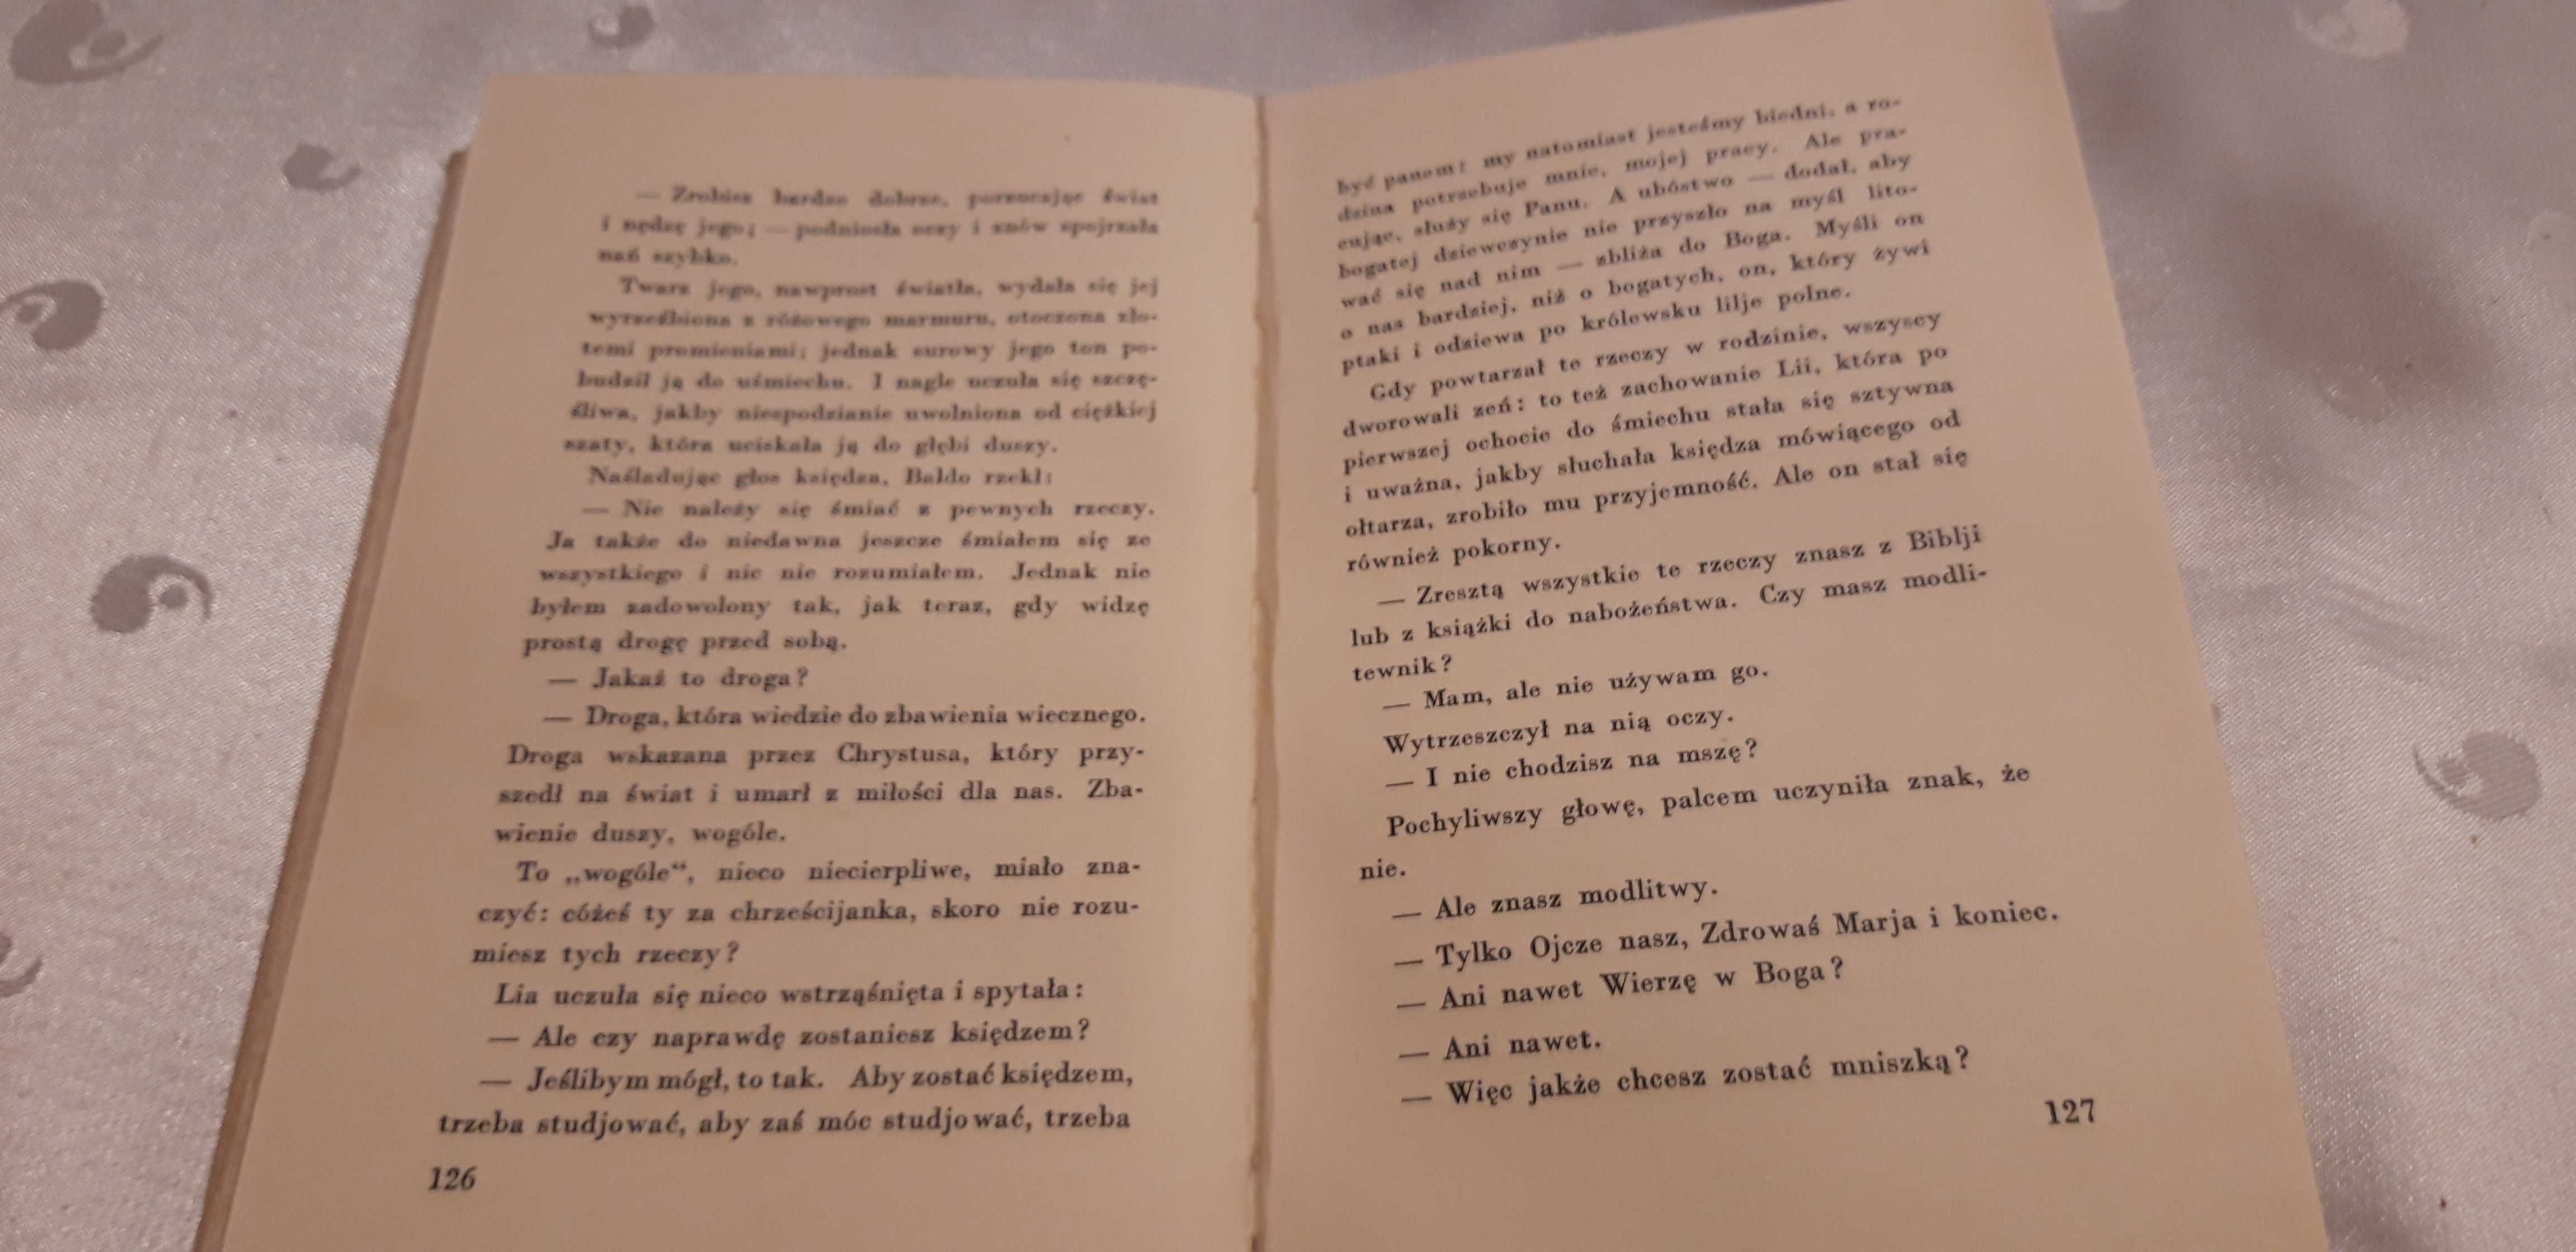 — Zrobisz bardzo dobrze, porzucając świat
i nędzę jego; — podniosła oczy i znów spojrzała
nań szybko.
Twarz jego, nawprost światła, wydała się jej
wyrzeźbiona z różowego marmuru, otoczona zło-
temi promieniami; jednak surowy jego ton po-
budził ją do uśmiechu. I nagle uczuła się szczę-
śliwa, jakby niespodzianie uwolniona od ciężkiej
szaty, która uciskała ją do głębi duszy.
Naśladując głos księdza, Baldo rzekł:
— Nie należy się śmiać z pewnych rzeczy.
Ja także do niedawna jeszcze śmiałem się ze
wszystkiego i nic nie rozumiałem. Jednak nie
byłem zadowolony tak, jak teraz, gdy widzę
prostą drogę przed sobą.
— Jakaż to droga?
— Droga, która wiedzie do zbawienia wiecznego.
Droga wskazana przez Chrystusa, który przy-
szedł na świat i umarł z miłości dla nas. Zba-
wienie duszy, wogóle.
To „wogóle“, nieco niecierpliwe, miało zna-
czyć: cóżeś ty za chrześcijanka, skoro nie rozu-
miesz tych rzeczy?
Lia uczuła się nieco wstrząśnięta i spytała:
— Ale czy naprawdę zostaniesz księdzem?
— Jeślibym mógł, to tak. Aby zostać księdzem,
trzeba studjować, aby zaś móc studjować, trzeba
126
być panem; my natomiast jesteśmy biedni, a ro-
dzina potrzebuje mnie, mojej pracy. Ale pra-
cując, służy się Panu. A ubóstwo — dodał, aby
bogatej dziewczynie nie przyszło na myśl lito-
wać się nad nim — zbliża do Boga. Myśli on
o nas bardziej, niż o bogatych, on, który żywi
ptaki i odziewa po królewsku lilje polne.
Gdy powtarzał te rzeczy w rodzinie, wszyscy
dworowali zeń: to też zachowanie Lii, która po
pierwszej ochocie do śmiechu stała się sztywna
i uważna, jakby słuchała księdza mówiącego od
ołtarza, zrobiło mu przyjemność. Ale on stał się
również pokorny.
— Zresztą wszystkie te rzeczy znasz z Biblji
lub z książki do nabożeństwa. Czy masz modli-
tewnik?
— Mam, ale nie używam go.
Wytrzeszczył na nią oczy.
— I nie chodzisz na mszę?
Pochyliwszy głowę, palcem uczyniła znak, że
nie.
— Ale znasz modlitwy.
— Tylko Ojcze nasz, Zdrowaś Marja i koniec.
— Ani nawet Wierzę w Boga?
— Ani nawet.
— Więc jakże chcesz zostać mniszką?
127